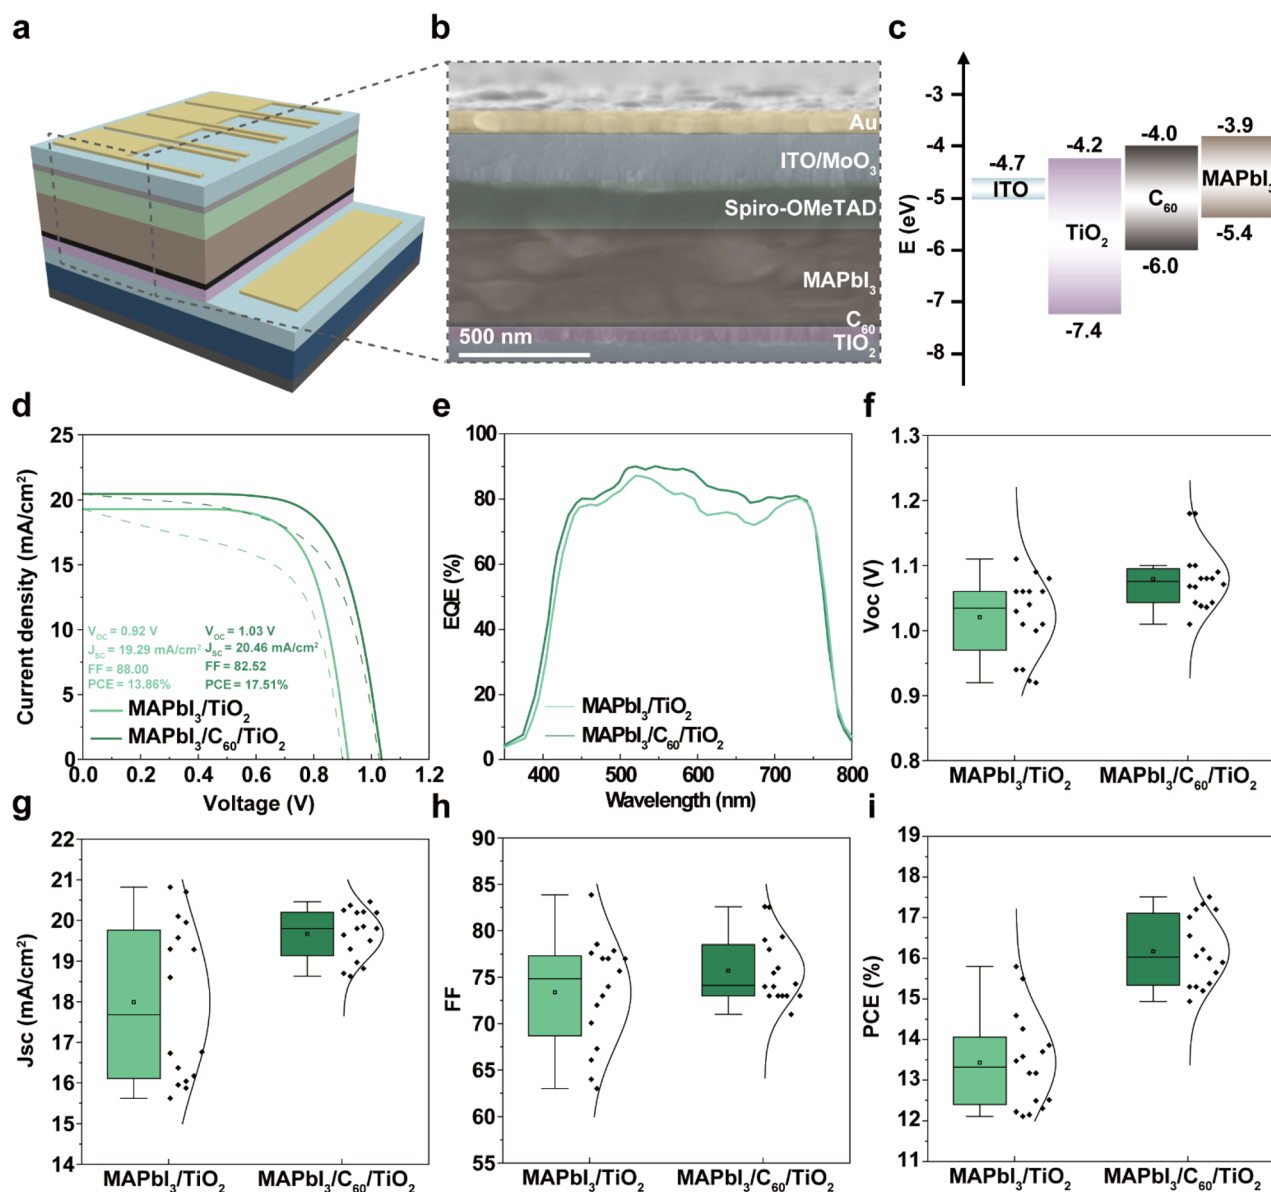 a
b
c
Au
ITO/MoO₃
Spiro-OMeTAD
MAPbI₃
C₆₀
TIO₂
500 nm
E (eV)
-3
-4
-5
-6
-7
-8
-4.7
ITO
-4.2
TiO₂
-7.4
-4.0
C₆₀
-6.0
-3.9
MAPbI₃
-5.4
d
Current density (mA/cm²)
25
20
15
10
5
0
V_OC = 0.92 V
J_SC = 19.29 mA/cm²
FF = 88.00
PCE = 13.86%
V_OC = 1.03 V
J_SC = 20.46 mA/cm²
FF = 82.52
PCE = 17.51%
MAPbI₃/TiO₂
MAPbI₃/C₆₀/TiO₂
0.0 0.2 0.4 0.6 0.8 1.0 1.2
Voltage (V)
e
EQE (%)
100
80
60
40
20
0
MAPbI₃/TiO₂
MAPbI₃/C₆₀/TiO₂
400 500 600 700 800
Wavelength (nm)
f
Voc (V)
1.3
1.2
1.1
1.0
0.9
0.8
MAPbI₃/TiO₂ MAPbI₃/C₆₀/TiO₂
g
Jsc (mA/cm²)
22
21
20
19
18
17
16
15
14
MAPbI₃/TiO₂ MAPbI₃/C₆₀/TiO₂
h
FF
90
85
80
75
70
65
60
55
MAPbI₃/TiO₂ MAPbI₃/C₆₀/TiO₂
i
PCE (%)
19
18
17
16
15
14
13
12
11
MAPbI₃/TiO₂ MAPbI₃/C₆₀/TiO₂